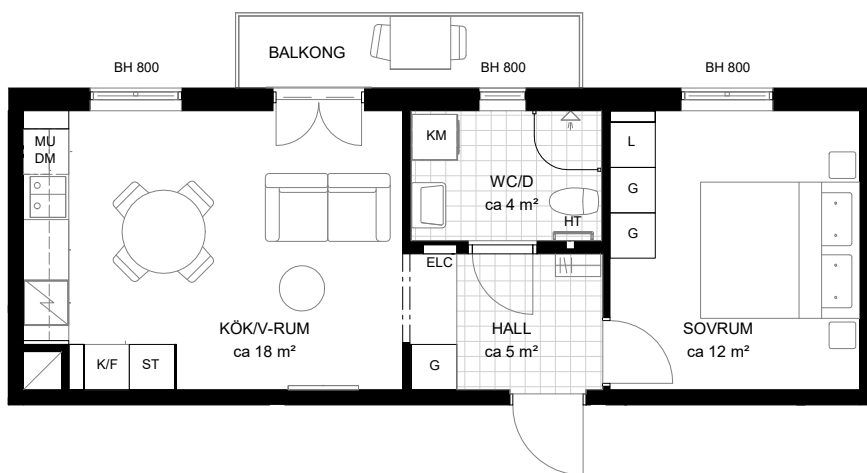 BALKONG
BH 800
BH 800
BH 800
MU
DM
KM
WC/D
ca 4 m²
HT
L
G
G
ELC
KÖK/V-RUM
ca 18 m²
HALL
ca 5 m²
SOVRUM
ca 12 m²
K/F
ST
G